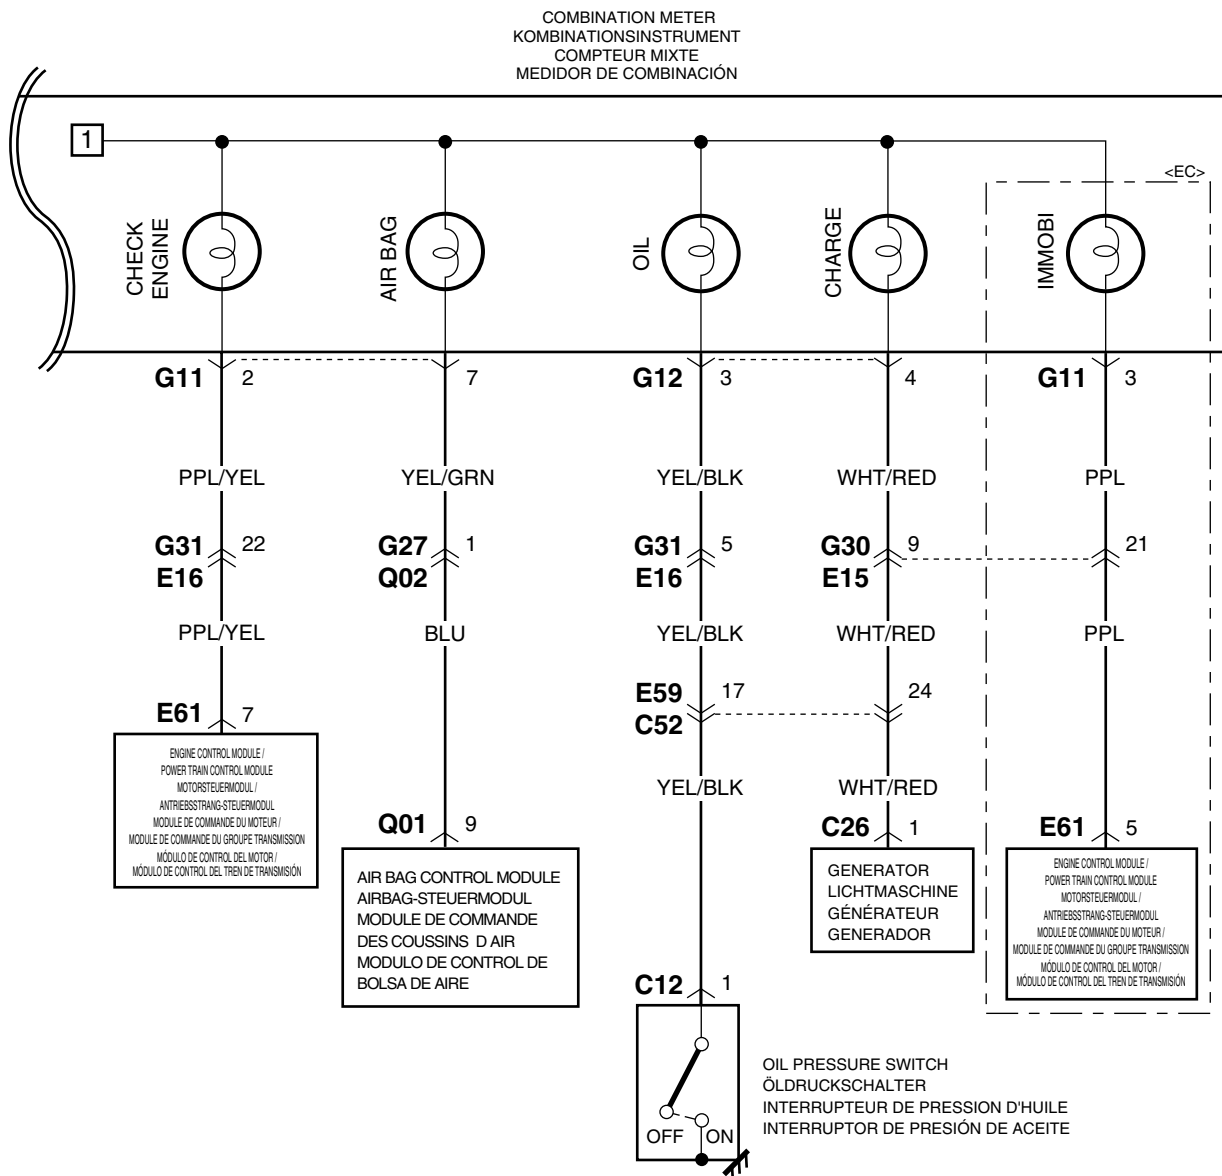 COMBINATION METER
KOMBINATIONSINSTRUMENT
COMPTEUR MIXTE
MEDIDOR DE COMBINACIÓN
1
<EC>
CHECK
ENGINE
AIR BAG
OIL
CHARGE
IMMOBI
G11 2
7
G12 3
4
G11 3
PPL/YEL
YEL/GRN
YEL/BLK
WHT/RED
PPL
G31 22
E16
G27 1
Q02
G31 5
E16
G30 9
E15
21
PPL/YEL
BLU
YEL/BLK
WHT/RED
PPL
E59 17
C52
24
E61 7
ENGINE CONTROL MODULE /
POWER TRAIN CONTROL MODULE
MOTORSTEUERMODUL /
ANTRIEBSSTRANG-STEUERMODUL
MODULE DE COMMANDE DU MOTEUR /
MODULE DE COMMANDE DU GROUPE TRANSMISSION
MÓDULO DE CONTROL DEL MOTOR /
MÓDULO DE CONTROL DEL TREN DE TRANSMISIÓN
YEL/BLK
WHT/RED
Q01 9
AIR BAG CONTROL MODULE
AIRBAG-STEUERMODUL
MODULE DE COMMANDE
DES COUSSINS D AIR
MODULO DE CONTROL DE
BOLSA DE AIRE
C26 1
GENERATOR
LICHTMASCHINE
GÉNÉRATEUR
GENERADOR
E61 5
ENGINE CONTROL MODULE /
POWER TRAIN CONTROL MODULE
MOTORSTEUERMODUL /
ANTRIEBSSTRANG-STEUERMODUL
MODULE DE COMMANDE DU MOTEUR /
MODULE DE COMMANDE DU GROUPE TRANSMISSION
MÓDULO DE CONTROL DEL MOTOR /
MÓDULO DE CONTROL DEL TREN DE TRANSMISIÓN
C12 1
OFF ON
OIL PRESSURE SWITCH
ÖLDRUCKSCHALTER
INTERRUPTEUR DE PRESSION D'HUILE
INTERRUPTOR DE PRESIÓN DE ACEITE